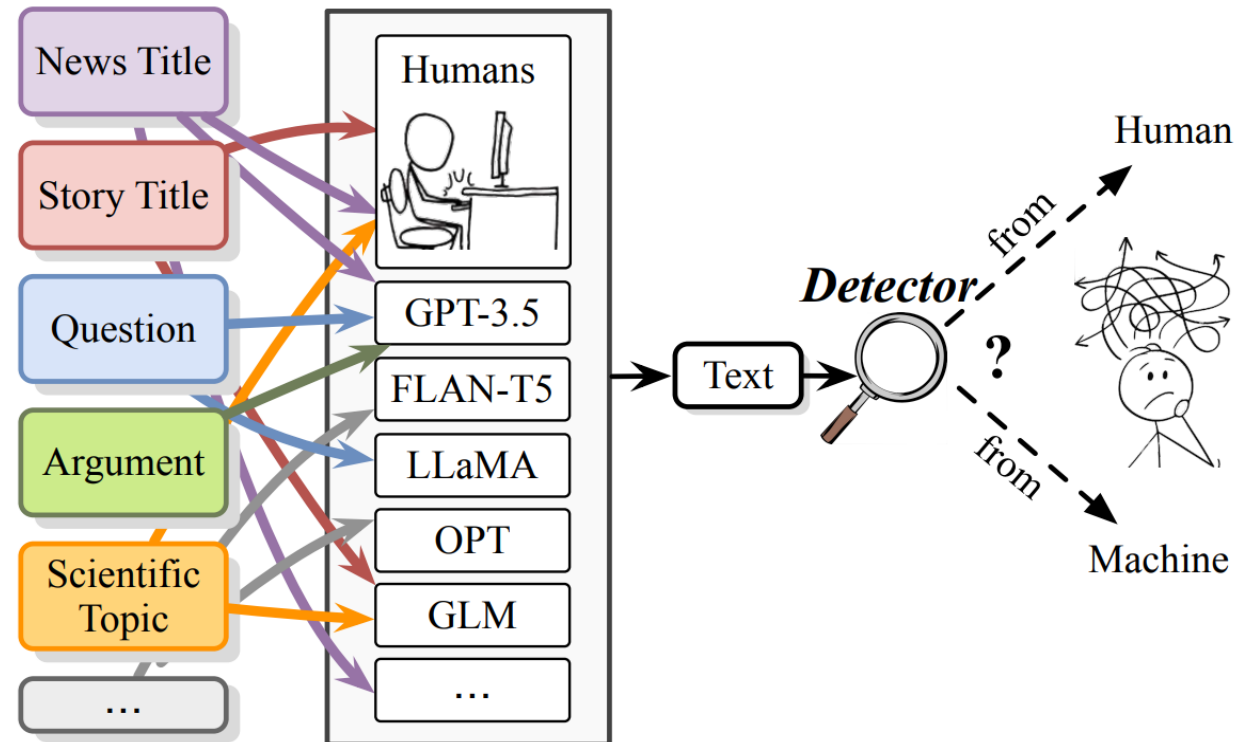 News Title
Story Title
Question
Argument
Scientific
Topic
...
Humans
GPT-3.5
FLAN-T5
LLaMA
OPT
GLM
...
Text
Detector
from
?
from
Human
Machine